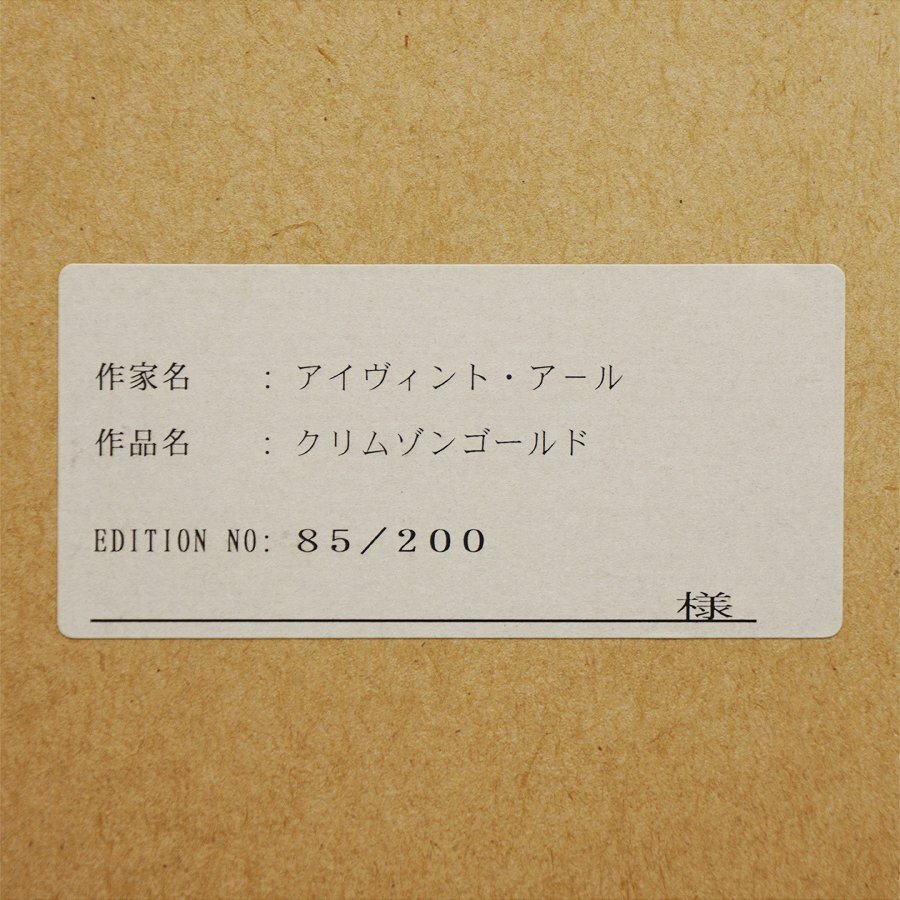 作家名 : アイヴィント・アール
作品名 : クリムゾンゴールド
EDITION NO: 85/200
様